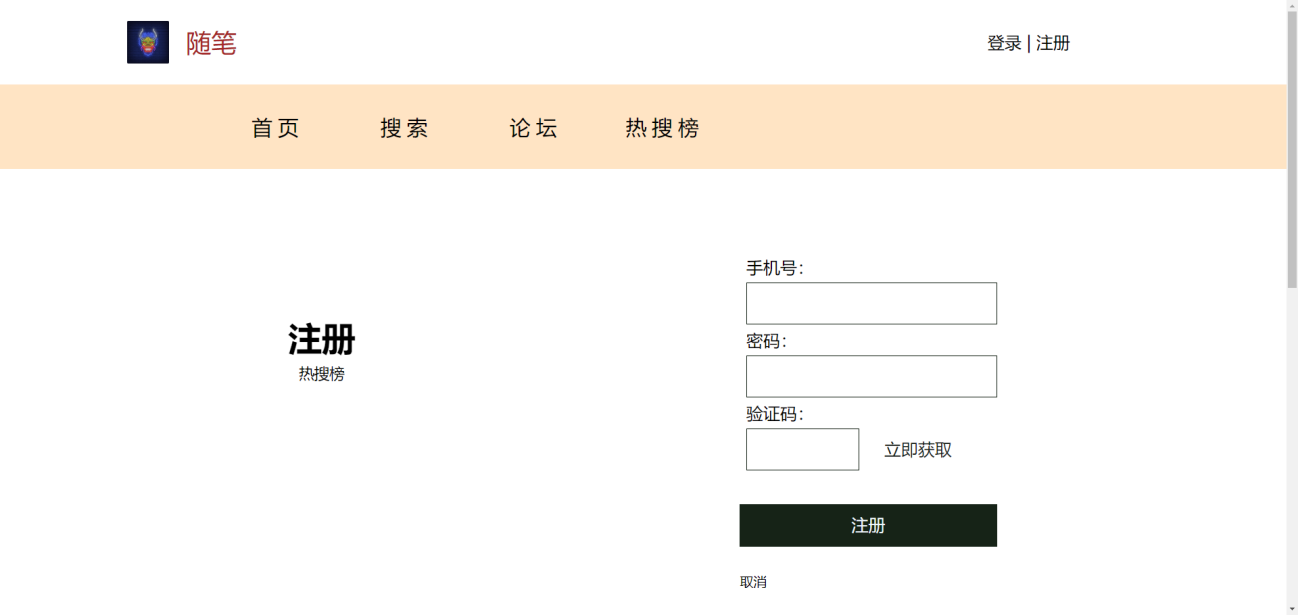 随笔
登录 | 注册
首页 搜索 论坛 热搜榜
注册
热搜榜
手机号：
密码：
验证码：
立即获取
注册
取消